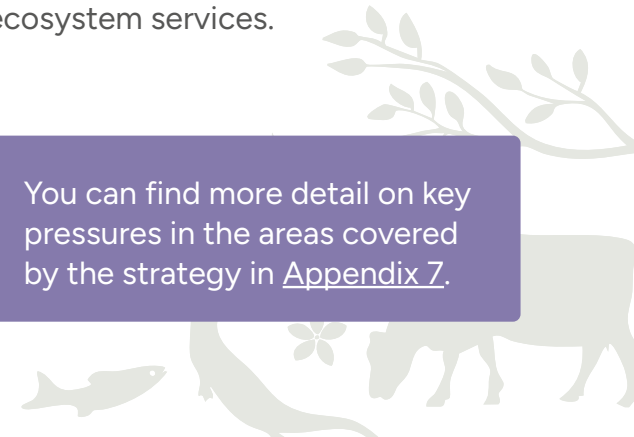 ecosystem services.
You can find more detail on key
pressures in the areas covered
by the strategy in Appendix 7.